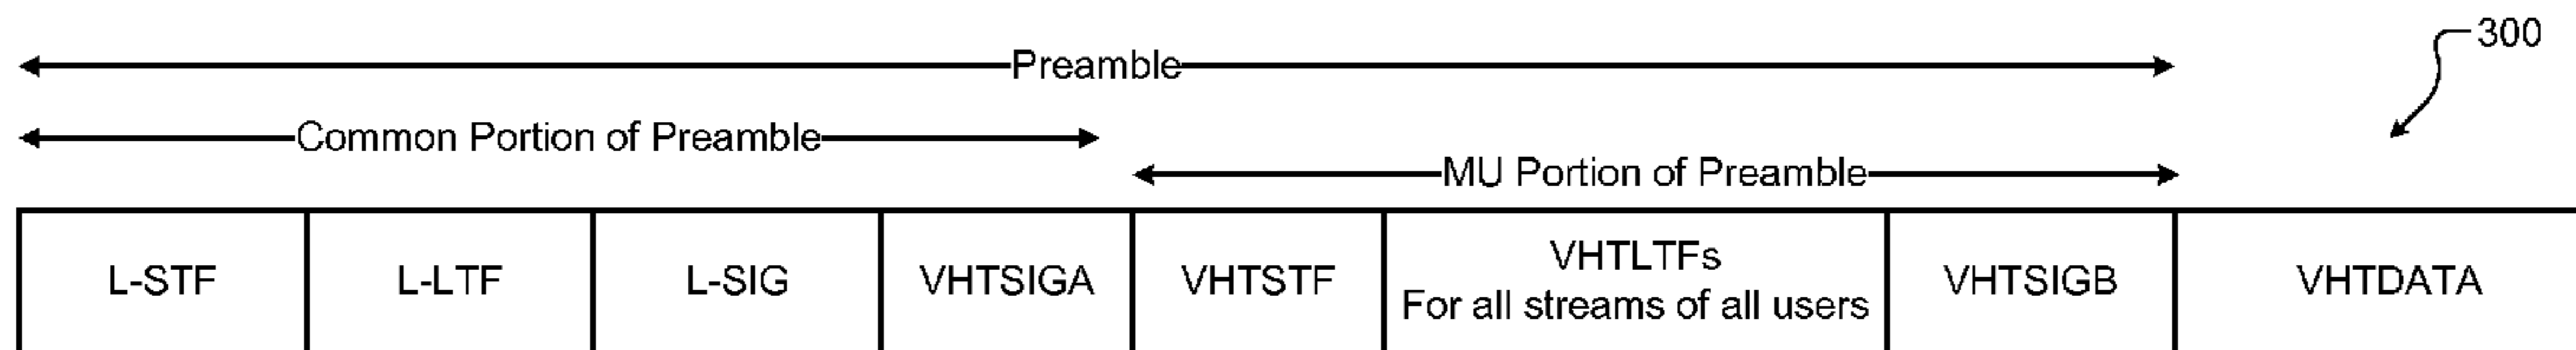 300
Preamble
Common Portion of Preamble
MU Portion of Preamble
L-STF
L-LTF
L-SIG
VHTSIGA
VHTSTF
VHTLTFs
For all streams of all users
VHTSIGB
VHTDATA